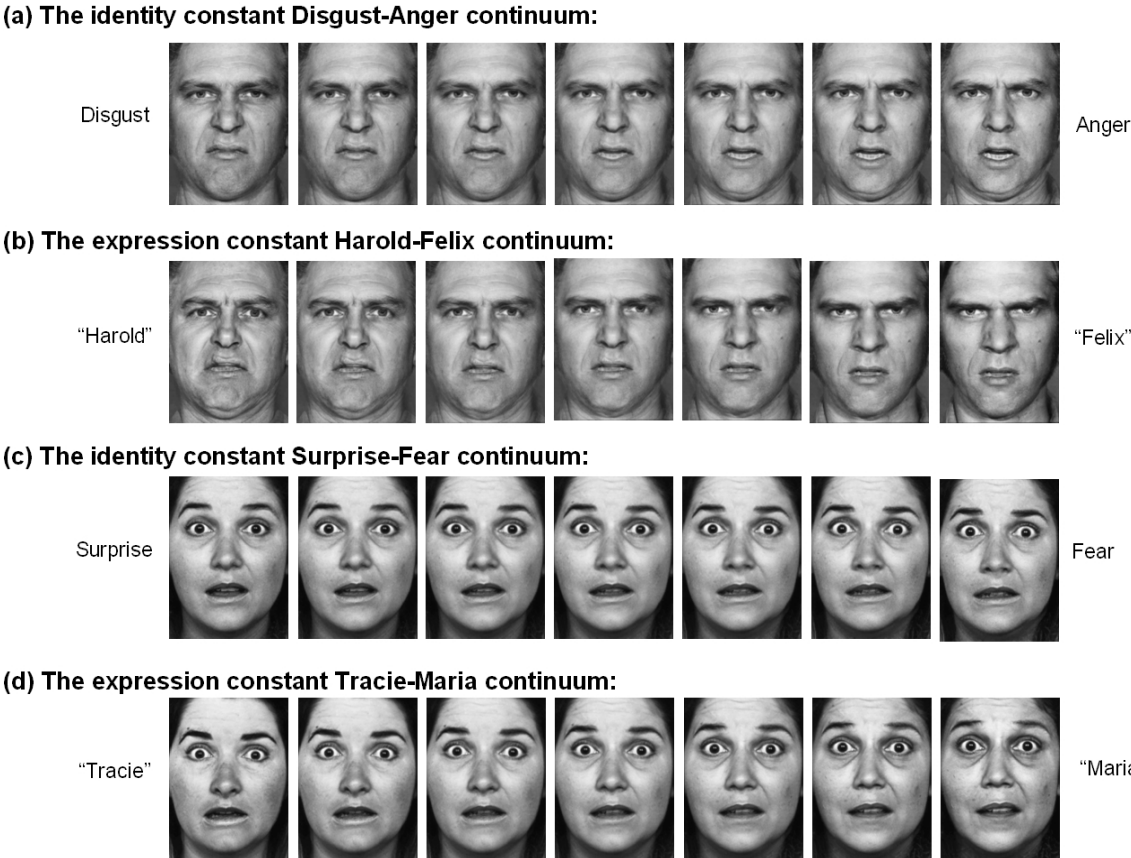 (a) The identity constant Disgust-Anger continuum:
Disgust
Anger
(b) The expression constant Harold-Felix continuum:
“Harold”
“Felix”
(c) The identity constant Surprise-Fear continuum:
Surprise
Fear
(d) The expression constant Tracie-Maria continuum:
“Tracie”
“Maria